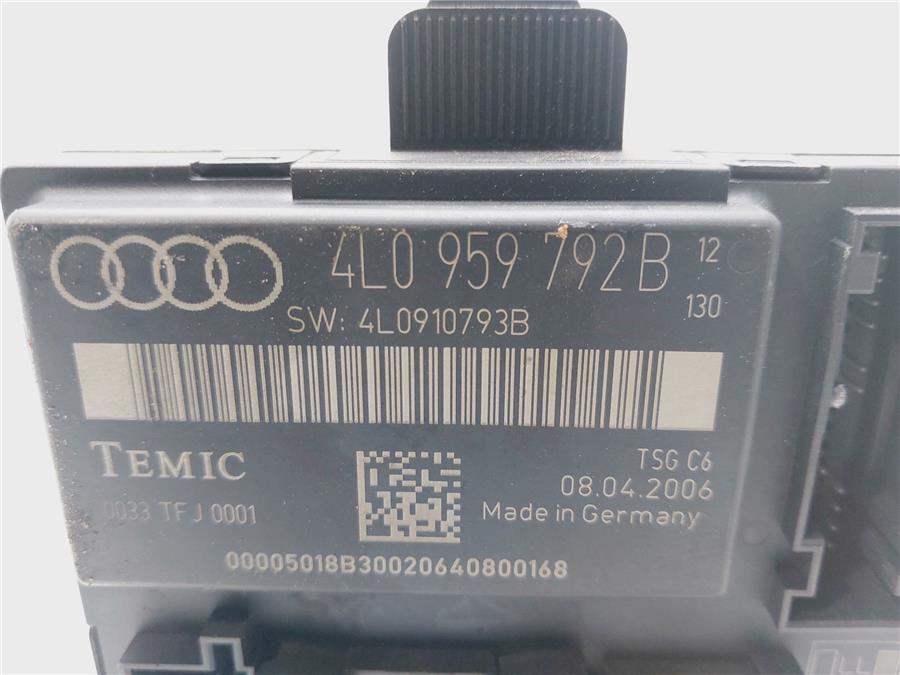 4L0 959 792 B 12
130
SW: 4L0910793B
TEMIC
TSG C6
08.04.2006
0033 TFJ 0001
Made in Germany
00005018B30020640800168